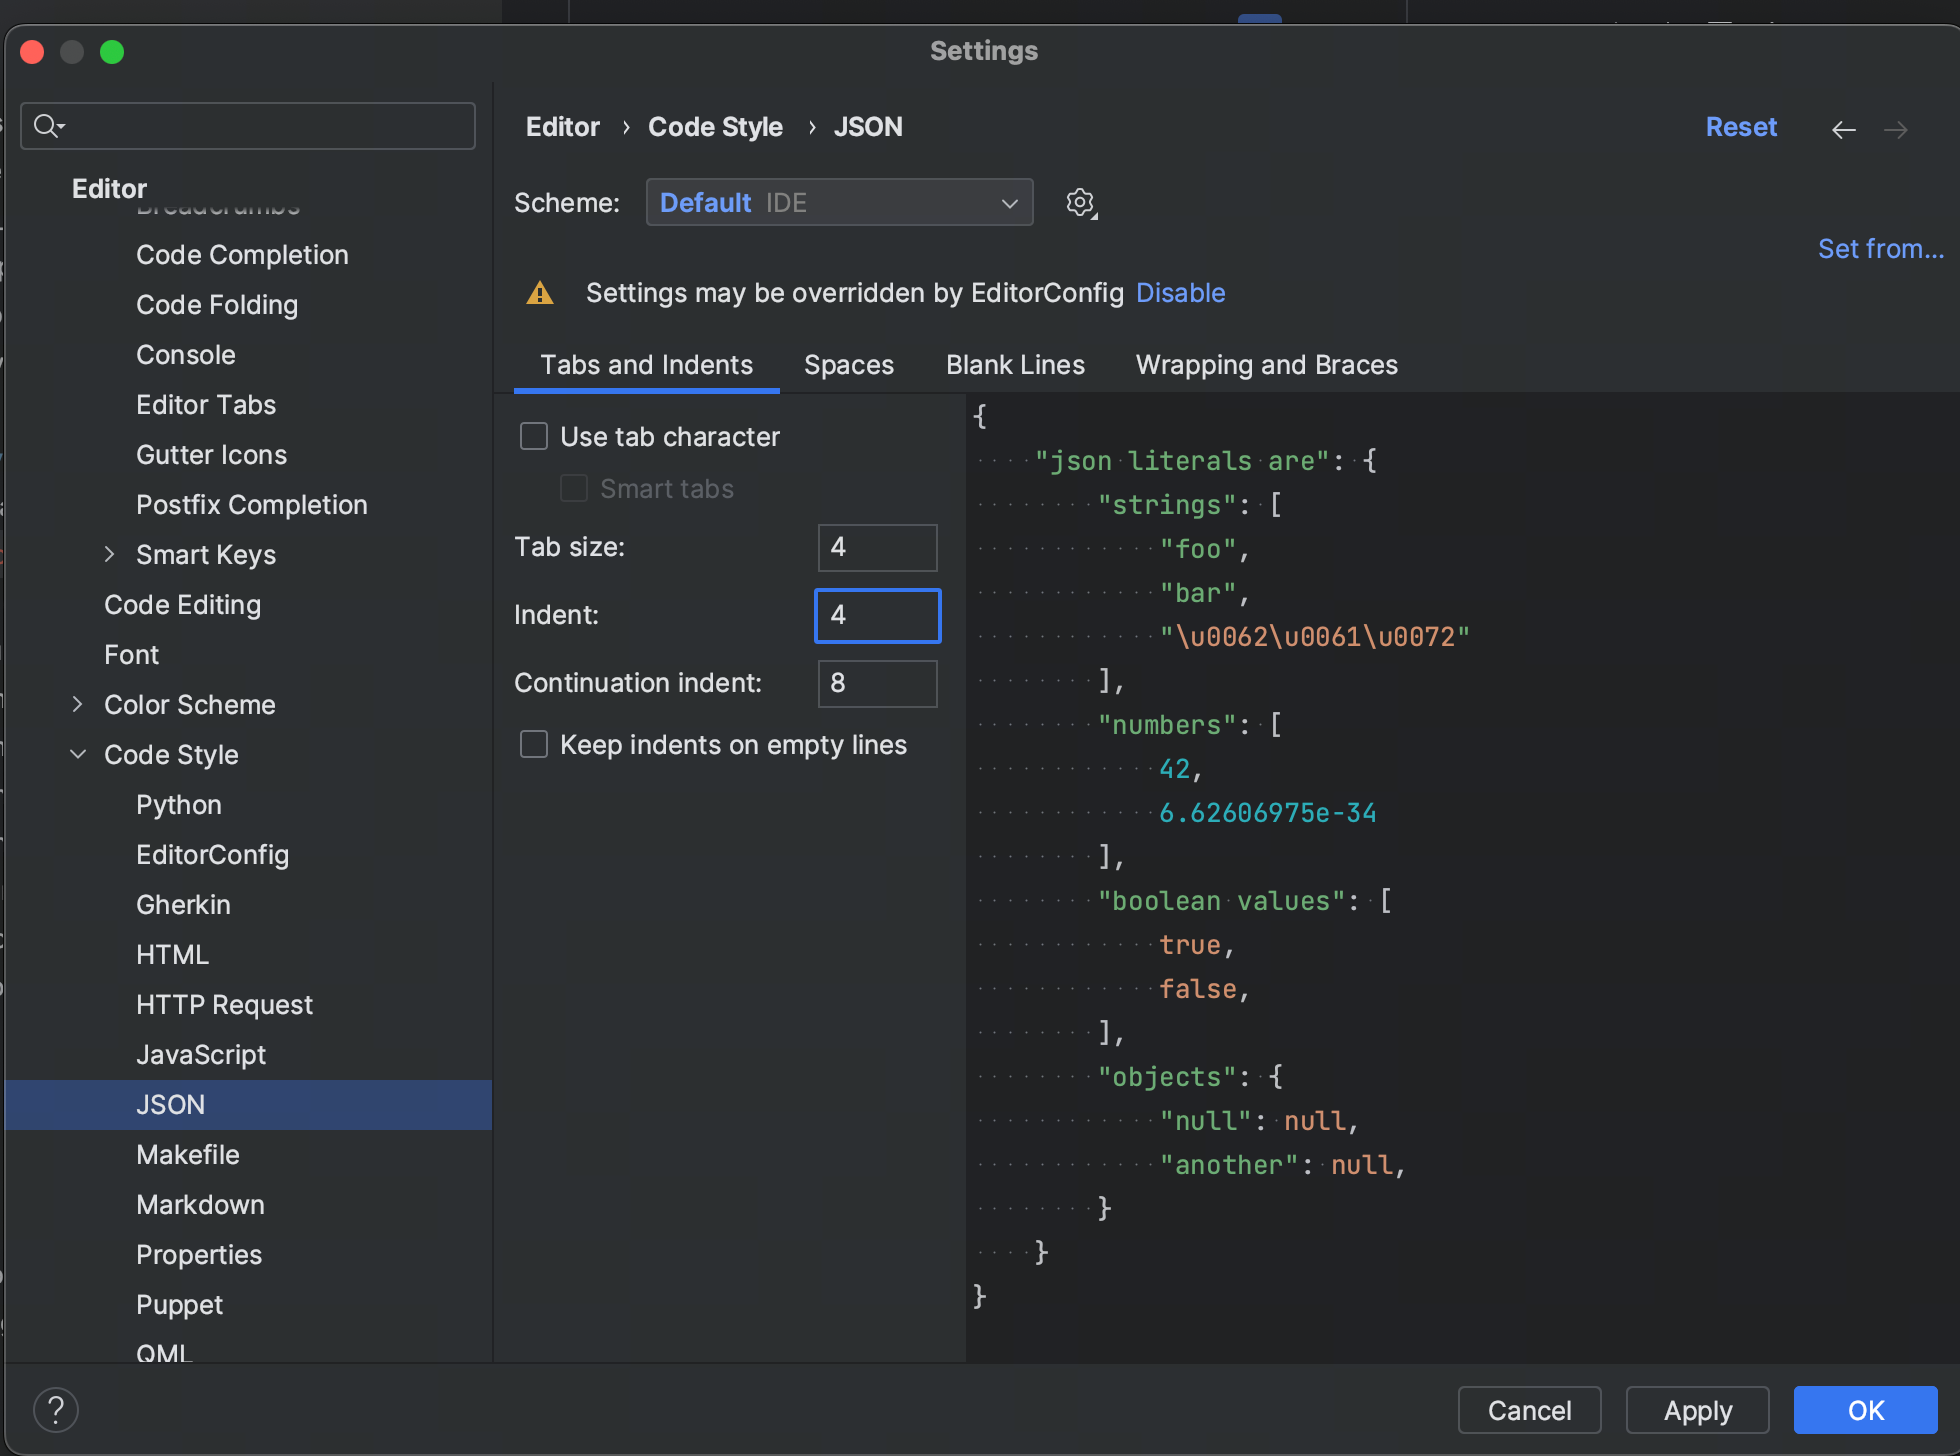 Settings
Editor
Breadcrumbs
Code Completion
Code Folding
Console
Editor Tabs
Gutter Icons
Postfix Completion
Smart Keys
Code Editing
Font
Color Scheme
Code Style
Python
EditorConfig
Gherkin
HTML
HTTP Request
JavaScript
JSON
Makefile
Markdown
Properties
Puppet
QML
Editor › Code Style › JSON
Reset
Scheme: Default IDE
Set from...
Settings may be overridden by EditorConfig Disable
Tabs and Indents Spaces Blank Lines Wrapping and Braces
Use tab character
Smart tabs
Tab size: 4
Indent: 4
Continuation indent: 8
Keep indents on empty lines
{
    "json literals are": {
        "strings": [
            "foo",
            "bar",
            "\u0062\u0061\u0072"
        ],
        "numbers": [
            42,
            6.62606975e-34
        ],
        "boolean values": [
            true,
            false,
        ],
        "objects": {
            "null": null,
            "another": null,
        }
    }
}
?
Cancel Apply OK